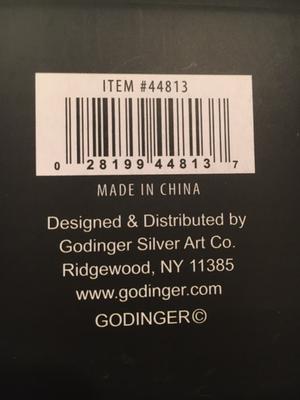 ITEM #44813
0 28199 44813 7
MADE IN CHINA
Designed & Distributed by
Godinger Silver Art Co.
Ridgewood, NY 11385
www.godinger.com
GODINGER©